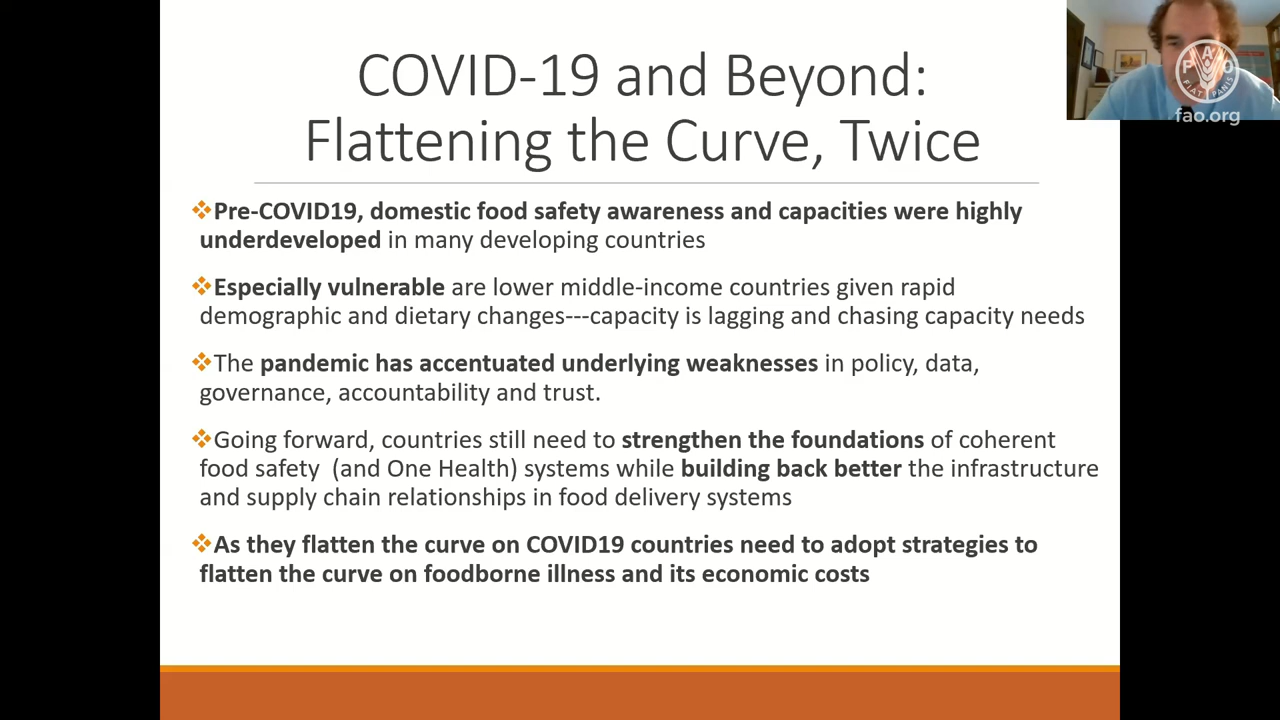 COVID-19 and Beyond:
Flattening the Curve, Twice
Pre-COVID19, domestic food safety awareness and capacities were highly
underdeveloped in many developing countries
Especially vulnerable are lower middle-income countries given rapid
demographic and dietary changes---capacity is lagging and chasing capacity needs
The pandemic has accentuated underlying weaknesses in policy, data,
governance, accountability and trust.
Going forward, countries still need to strengthen the foundations of coherent
food safety  (and One Health) systems while building back better the infrastructure
and supply chain relationships in food delivery systems
As they flatten the curve on COVID19 countries need to adopt strategies to
flatten the curve on foodborne illness and its economic costs
FAO
FIAT PANIS
fao.org